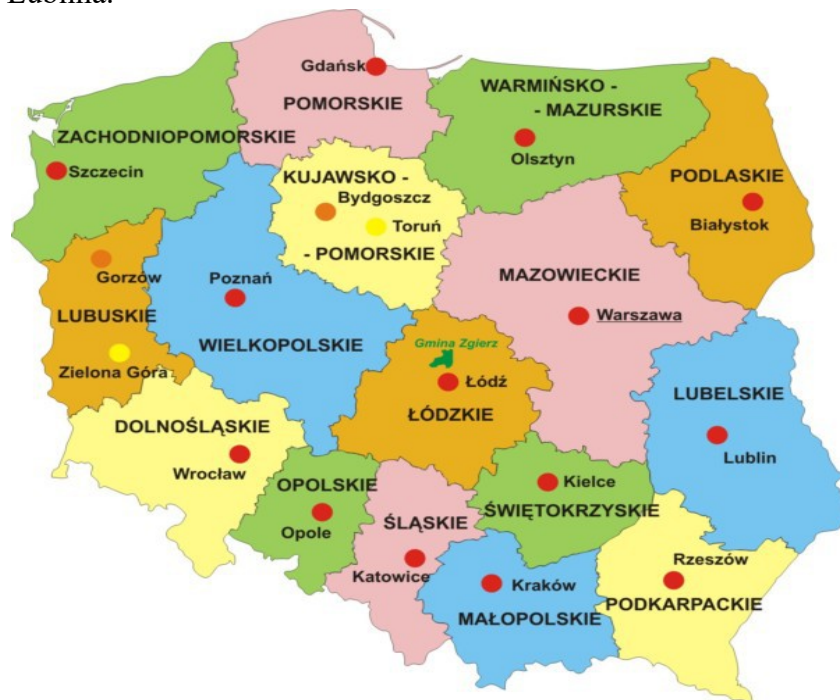 Lublina.
Gdańsk
POMORSKIE
WARMIŃSKO -
- MAZURSKIE
Olsztyn
ZACHODNIOPOMORSKIE
Szczecin
KUJAWSKO -
Bydgoszcz
Toruń
- POMORSKIE
PODLASKIE
Białystok
MAZOWIECKIE
Warszawa
Gorzów
LUBUSKIE
Zielona Góra
Poznań
WIELKOPOLSKIE
Gmina Zgierz
Łódź
ŁÓDZKIE
LUBELSKIE
Lublin
DOLNOŚLĄSKIE
Wrocław
OPOLSKIE
Opole
ŚLĄSKIE
Katowice
Kielce
ŚWIĘTOKRZYSKIE
Kraków
MAŁOPOLSKIE
Rzeszów
PODKARPACKIE